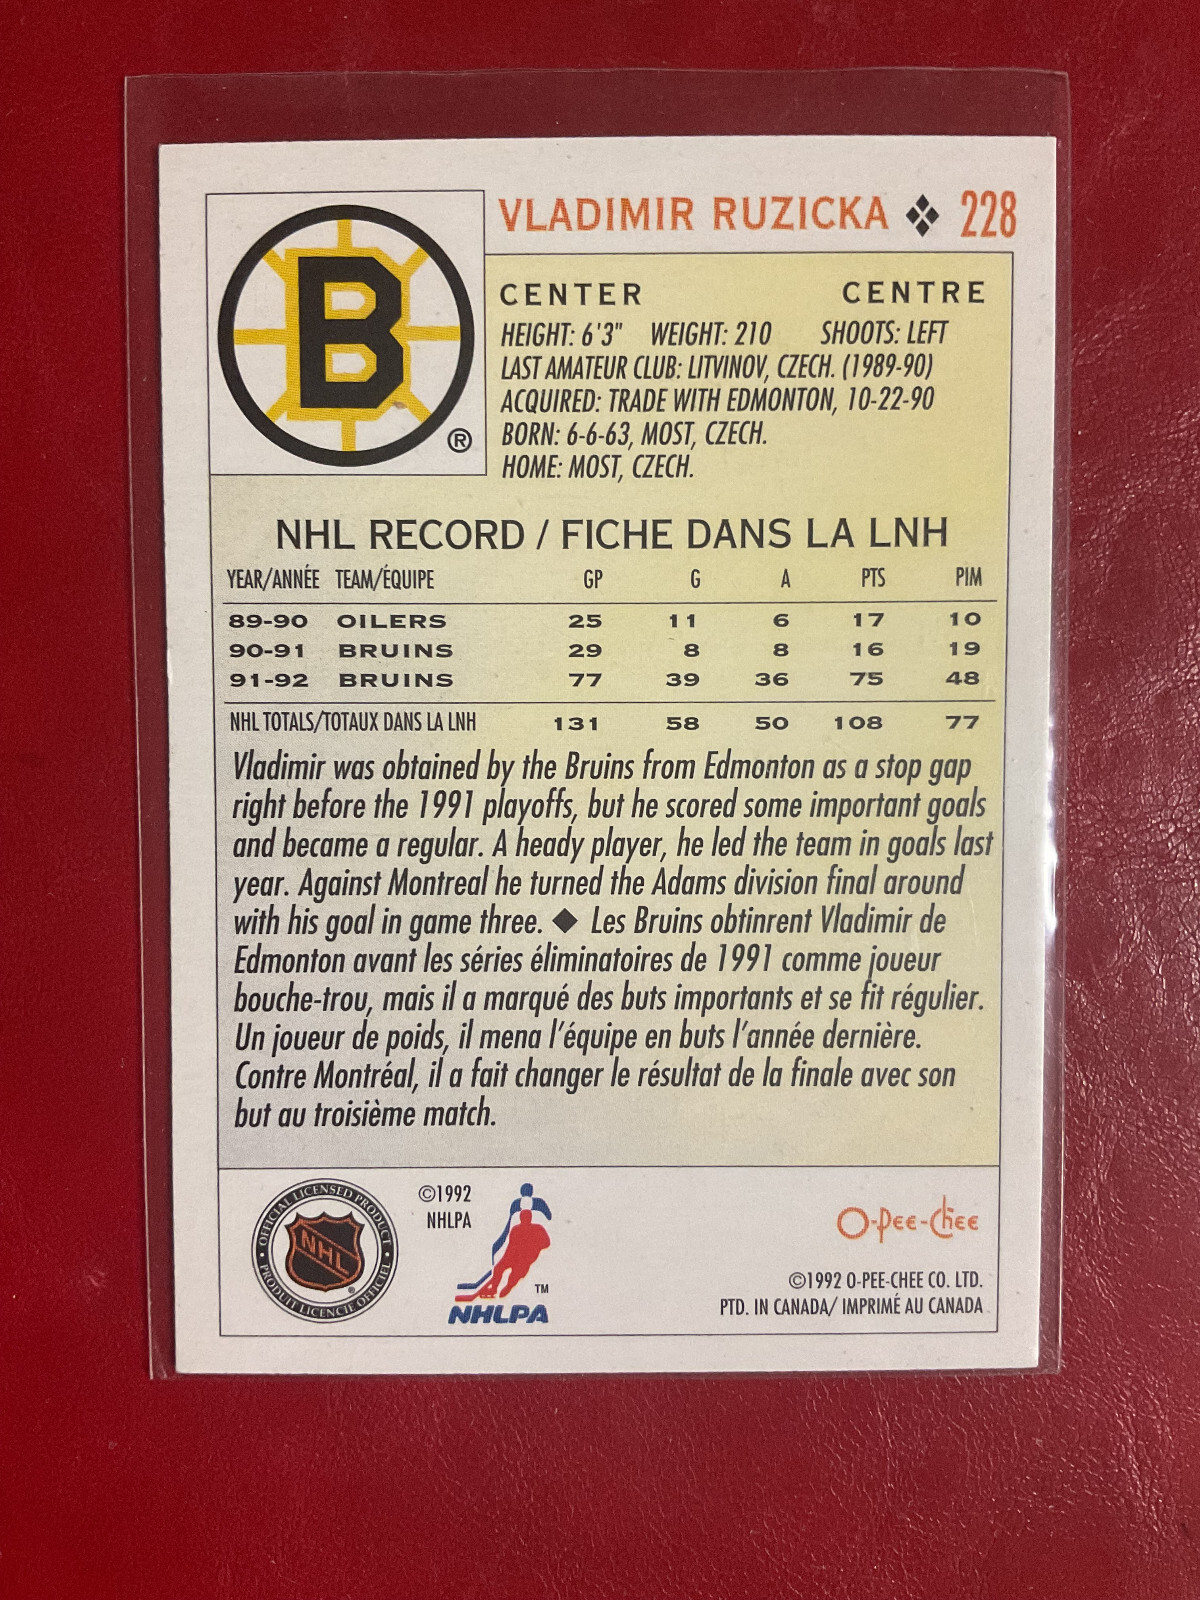 B
®
VLADIMIR RUZICKA 228
CENTER CENTRE
HEIGHT: 6'3" WEIGHT: 210 SHOOTS: LEFT
LAST AMATEUR CLUB: LITVINOV, CZECH. (1989-90)
ACQUIRED: TRADE WITH EDMONTON, 10-22-90
BORN: 6-6-63, MOST, CZECH.
HOME: MOST, CZECH.
NHL RECORD / FICHE DANS LA LNH
YEAR/ANNÉE TEAM/ÉQUIPE GP G A PTS PIM
89-90 OILERS 25 11 6 17 10
90-91 BRUINS 29 8 8 16 19
91-92 BRUINS 77 39 36 75 48
NHL TOTALS/TOTAUX DANS LA LNH 131 58 50 108 77
Vladimir was obtained by the Bruins from Edmonton as a stop gap
right before the 1991 playoffs, but he scored some important goals
and became a regular. A heady player, he led the team in goals last
year. Against Montreal he turned the Adams division final around
with his goal in game three. ◆ Les Bruins obtinrent Vladimir de
Edmonton avant les séries éliminatoires de 1991 comme joueur
bouche-trou, mais il a marqué des buts importants et se fit régulier.
Un joueur de poids, il mena l'équipe en buts l'année dernière.
Contre Montréal, il a fait changer le résultat de la finale avec son
but au troisième match.
OFFICIAL LICENSED PRODUCT
NHL
®
PRODUIT LICENCIE OFFICIEL
©1992
NHLPA
TM
NHLPA
O-Pee-Chee
©1992 O-PEE-CHEE CO. LTD.
PTD. IN CANADA/ IMPRIMÉ AU CANADA